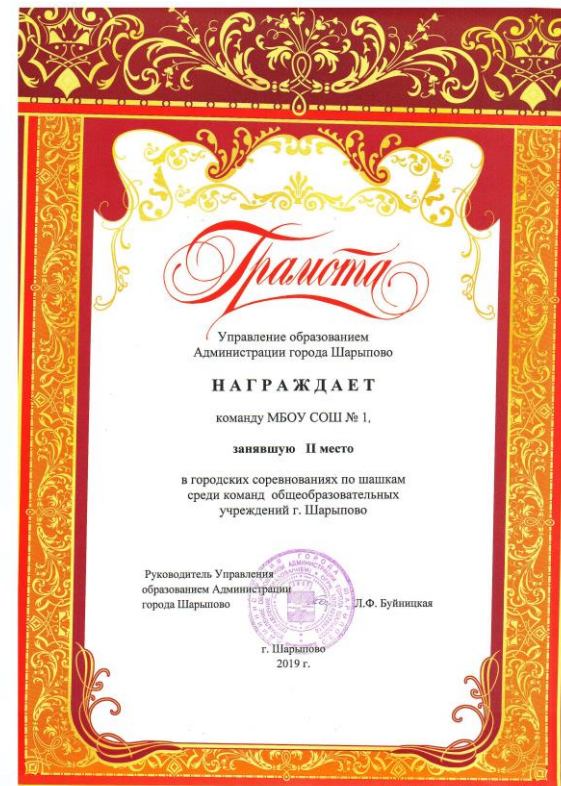 Грамота
Управление образованием
Администрации города Шарыпово
НАГРАЖДАЕТ
команду МБОУ СОШ № 1,
занявшую II место
в городских соревнованиях по шашкам
среди команд общеобразовательных
учреждений г. Шарыпово
Руководитель Управления
образованием Администрации
города Шарыпово Л.Ф. Буйницкая
г. Шарыпово
2019 г.